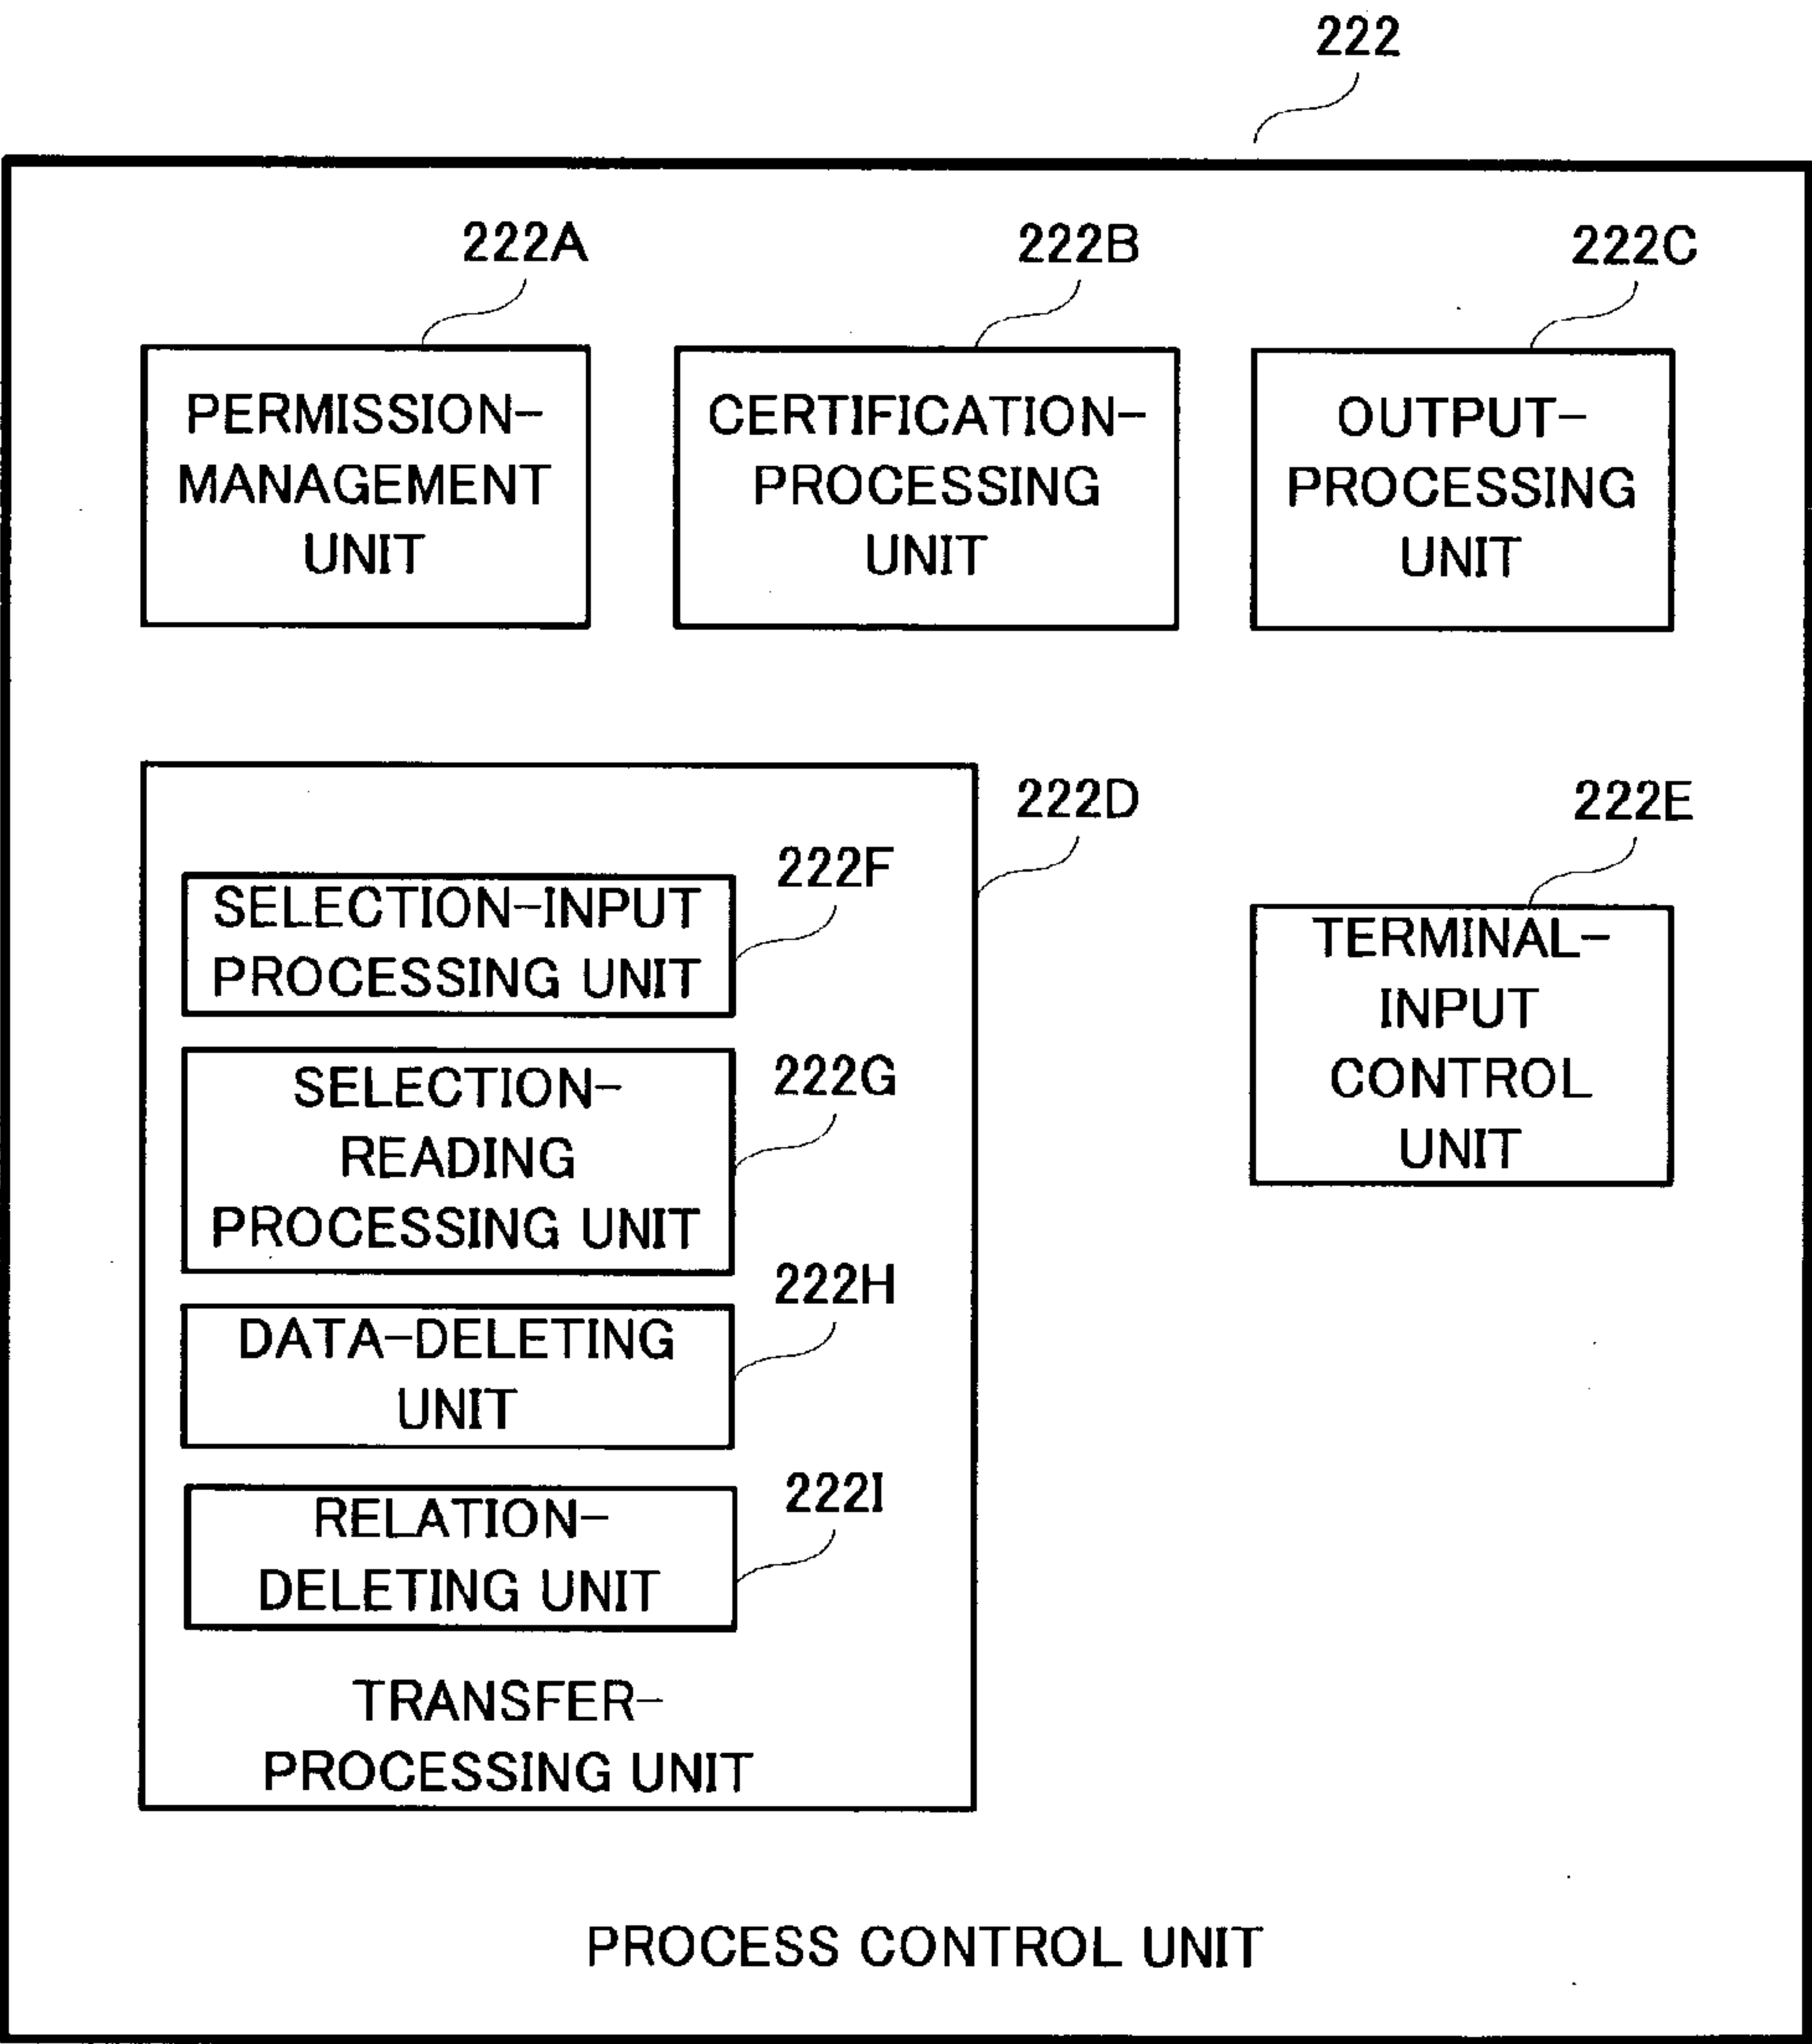 222
222A
222B
222C
PERMISSION-
MANAGEMENT
UNIT
CERTIFICATION-
PROCESSING
UNIT
OUTPUT-
PROCESSING
UNIT
222D
222E
222F
SELECTION-INPUT
PROCESSING UNIT
222G
SELECTION-
READING
PROCESSING UNIT
222H
DATA-DELETING
UNIT
222I
RELATION-
DELETING UNIT
TRANSFER-
PROCESSING UNIT
TERMINAL-
INPUT
CONTROL
UNIT
PROCESS CONTROL UNIT